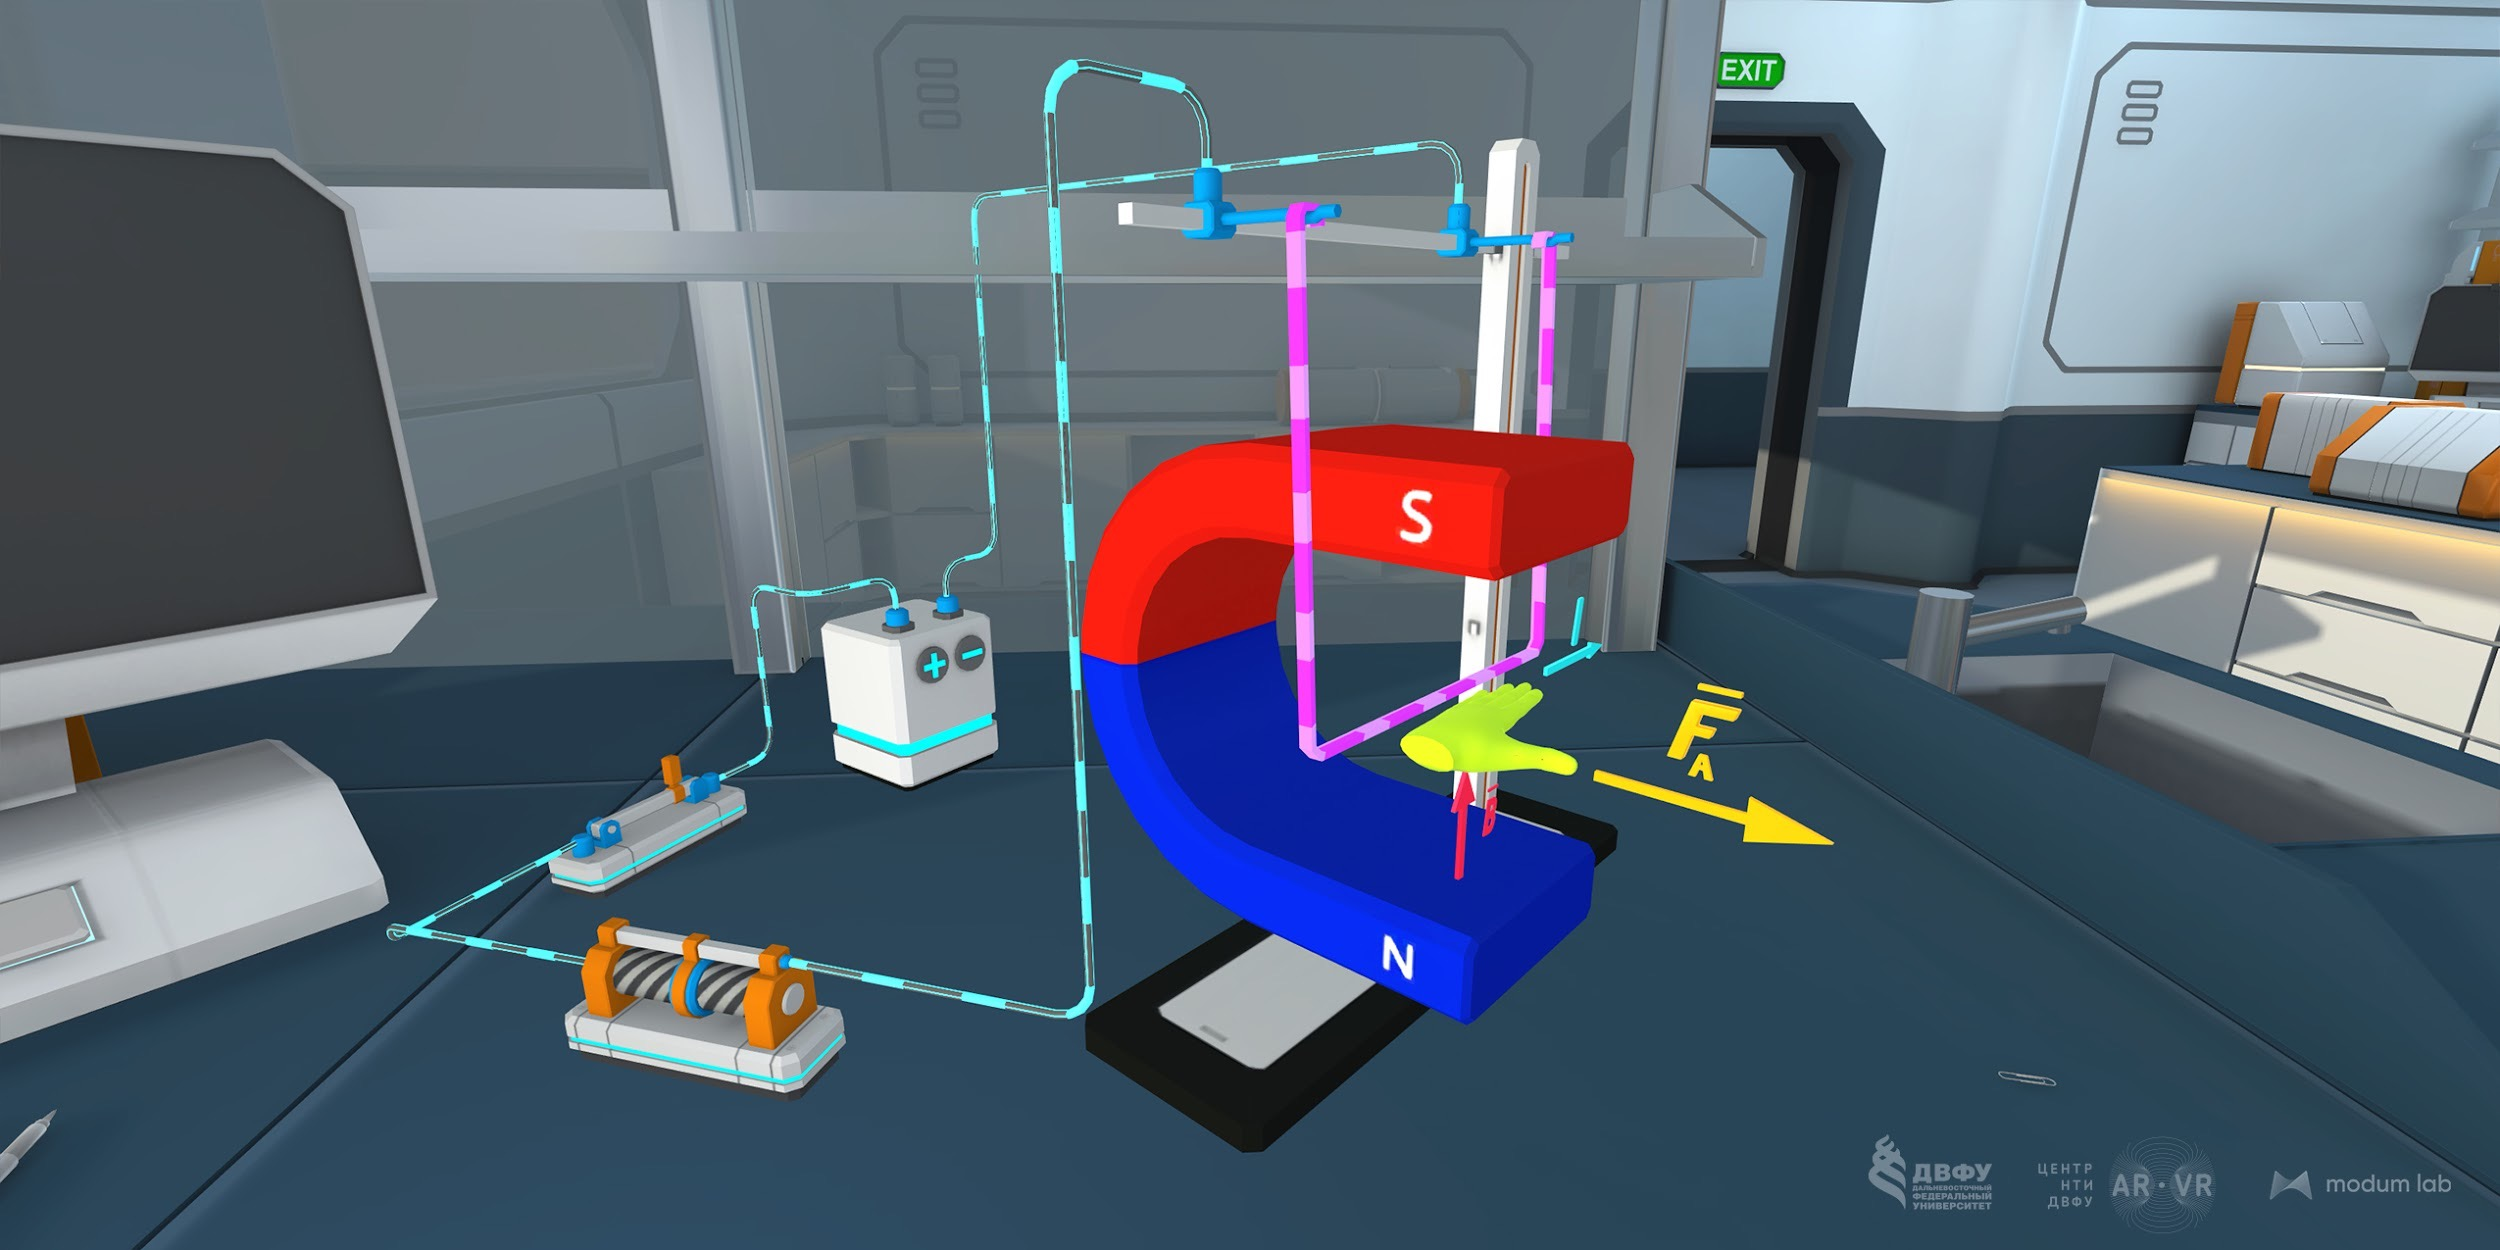 EXIT
S
+ −
I
F
A
B
N
ДВФУ
ДАЛЬНЕВОСТОЧНЫЙ
ФЕДЕРАЛЬНЫЙ
УНИВЕРСИТЕТ
ЦЕНТР
НТИ
ДВФУ
AR·VR
modum lab